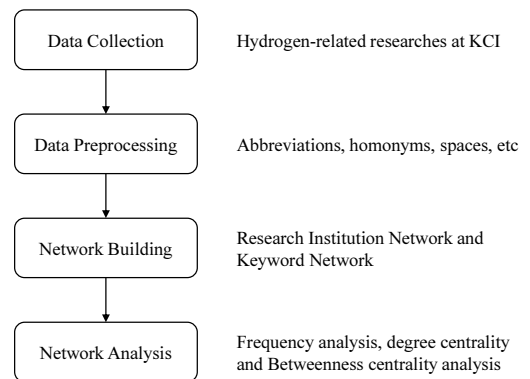 Data Collection
Hydrogen-related researches at KCI
Data Preprocessing
Abbreviations, homonyms, spaces, etc
Network Building
Research Institution Network and
Keyword Network
Network Analysis
Frequency analysis, degree centrality
and Betweenness centrality analysis